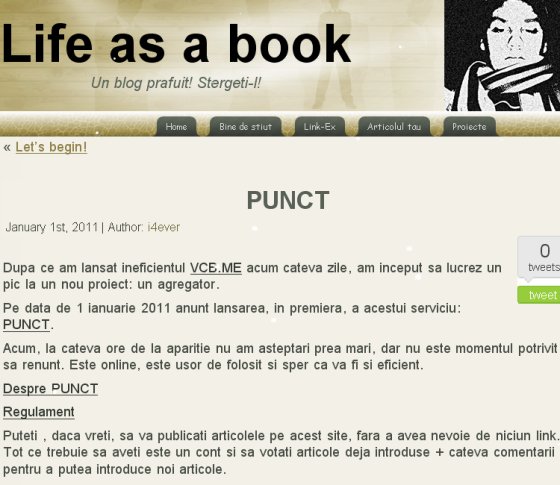 Life as a book
Un blog prafuit! Stergeti-l!
Home Bine de stiut Link-Ex Articolul tau Proiecte
« Let's begin!
PUNCT
January 1st, 2011 | Author: i4ever
0
tweets
tweet
Dupa ce am lansat ineficientul VCE.ME acum cateva zile, am inceput sa lucrez un
pic la un nou proiect: un agregator.
Pe data de 1 ianuarie 2011 anunt lansarea, in premiera, a acestui serviciu:
PUNCT.
Acum, la cateva ore de la aparitie nu am asteptari prea mari, dar nu este momentul potrivit
sa renunt. Este online, este usor de folosit si sper ca va fi si eficient.
Despre PUNCT
Regulament
Puteti , daca vreti, sa va publicati articolele pe acest site, fara a avea nevoie de niciun link.
Tot ce trebuie sa aveti este un cont si sa votati articole deja introduse + cateva comentarii
pentru a putea introduce noi articole.